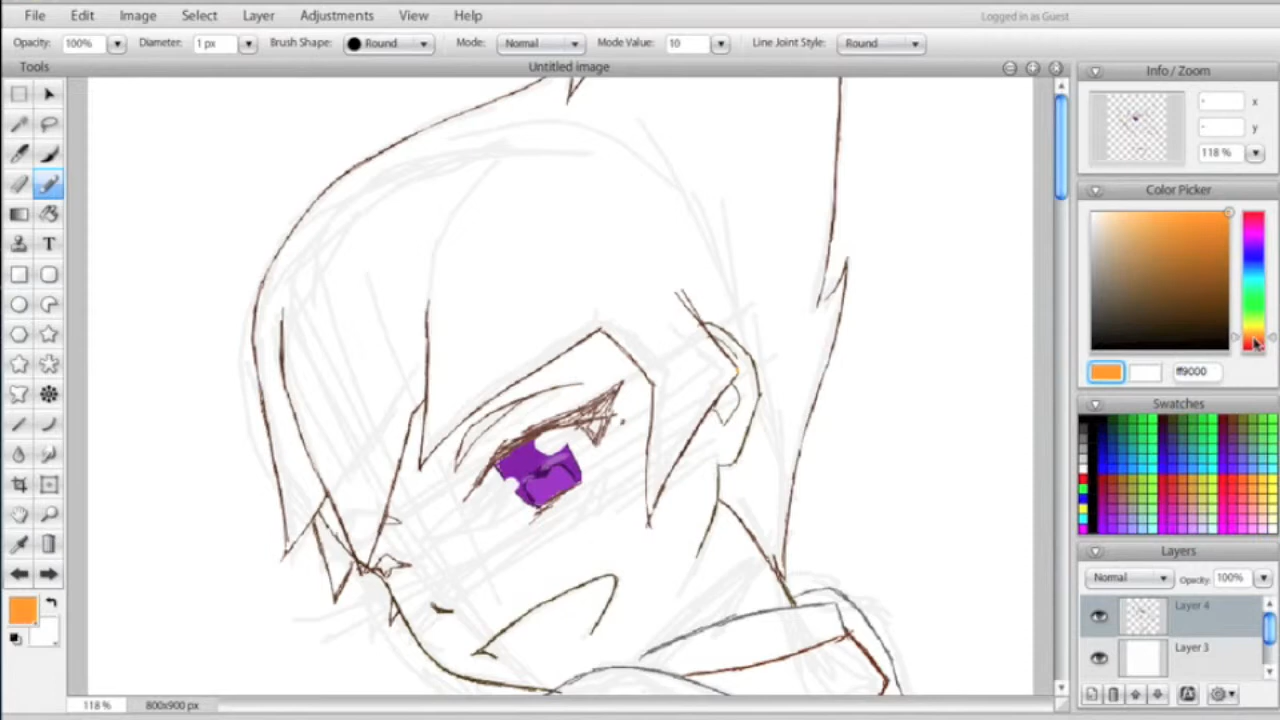 File Edit Image Select Layer Adjustments View Help Logged in as Guest
Opacity: 100% Diameter: 1 px Brush Shape: Round Mode: Normal Mode Value: 10 Line Joint Style: Round
Tools Untitled image Info / Zoom
- x
- y
118 %
Color Picker
ff9000
Swatches
Layers
Normal Opacity: 100%
Layer 4
Layer 3
118 % 800x900 px